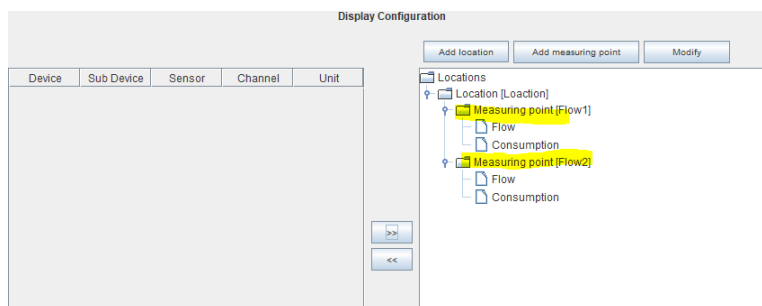 Display Configuration
Add location Add measuring point Modify
Device Sub Device Sensor Channel Unit
Locations
Location [Loaction]
Measuring point [Flow1]
Flow
Consumption
Measuring point [Flow2]
Flow
Consumption
>>
<<